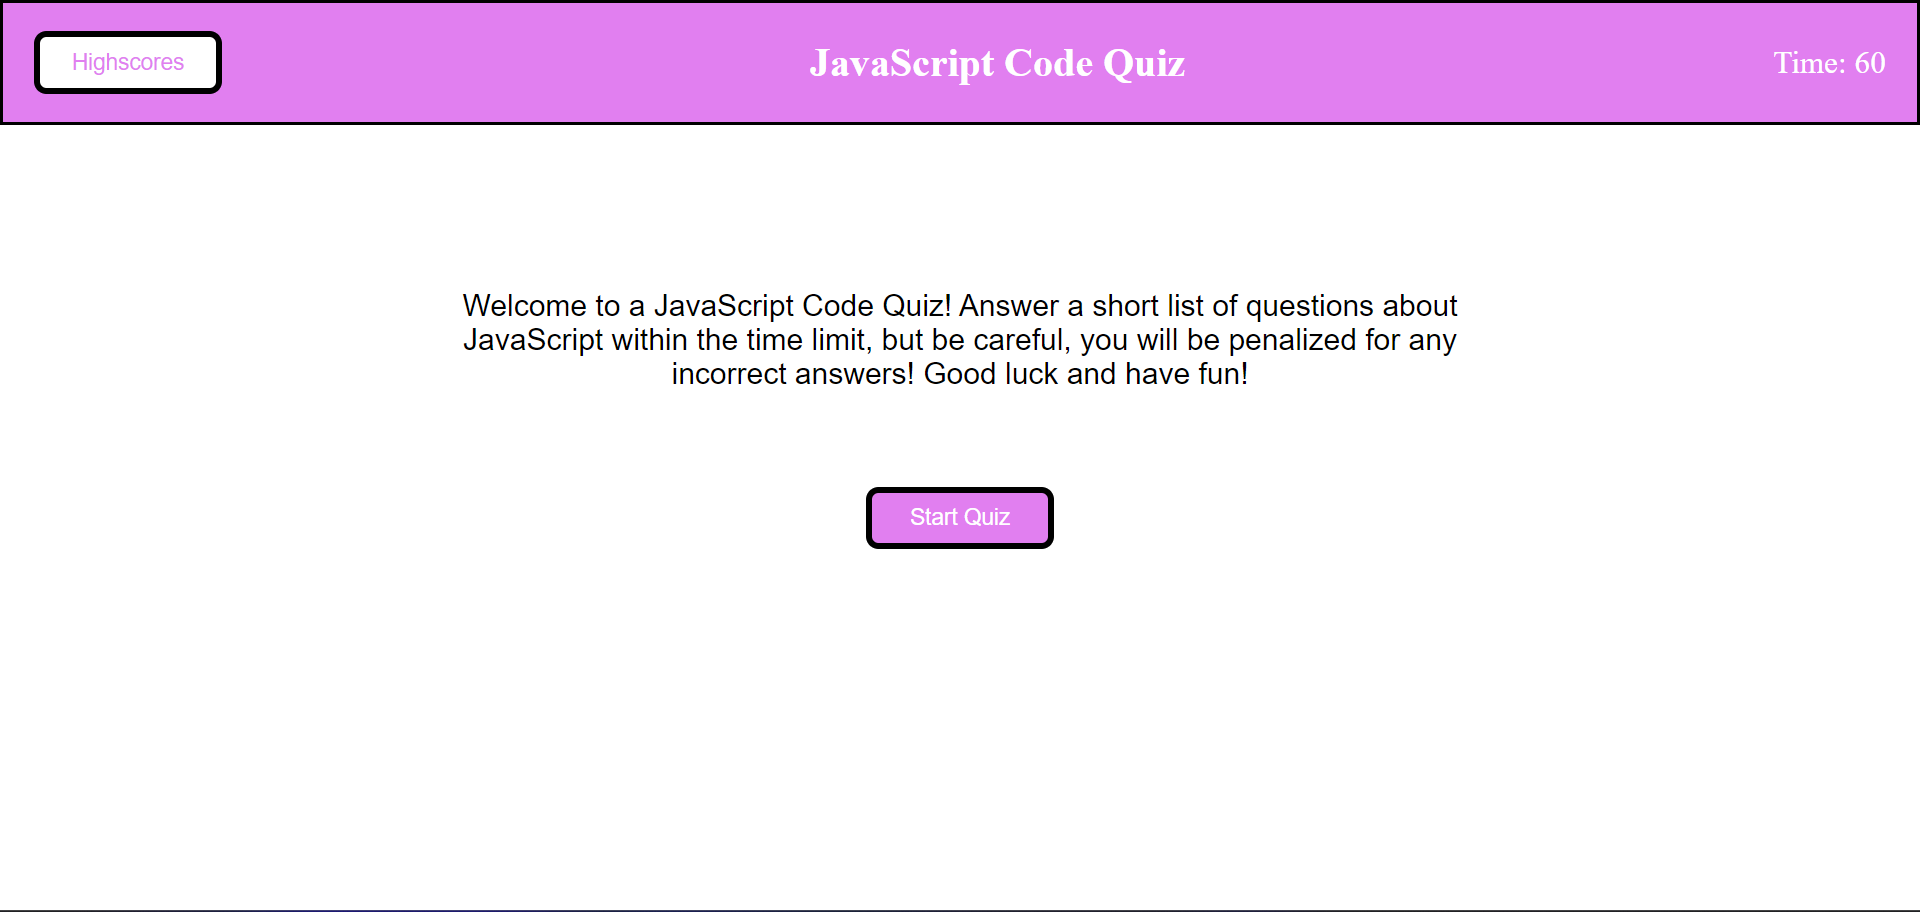 Highscores
JavaScript Code Quiz
Time: 60
Welcome to a JavaScript Code Quiz! Answer a short list of questions about
JavaScript within the time limit, but be careful, you will be penalized for any
incorrect answers! Good luck and have fun!
Start Quiz